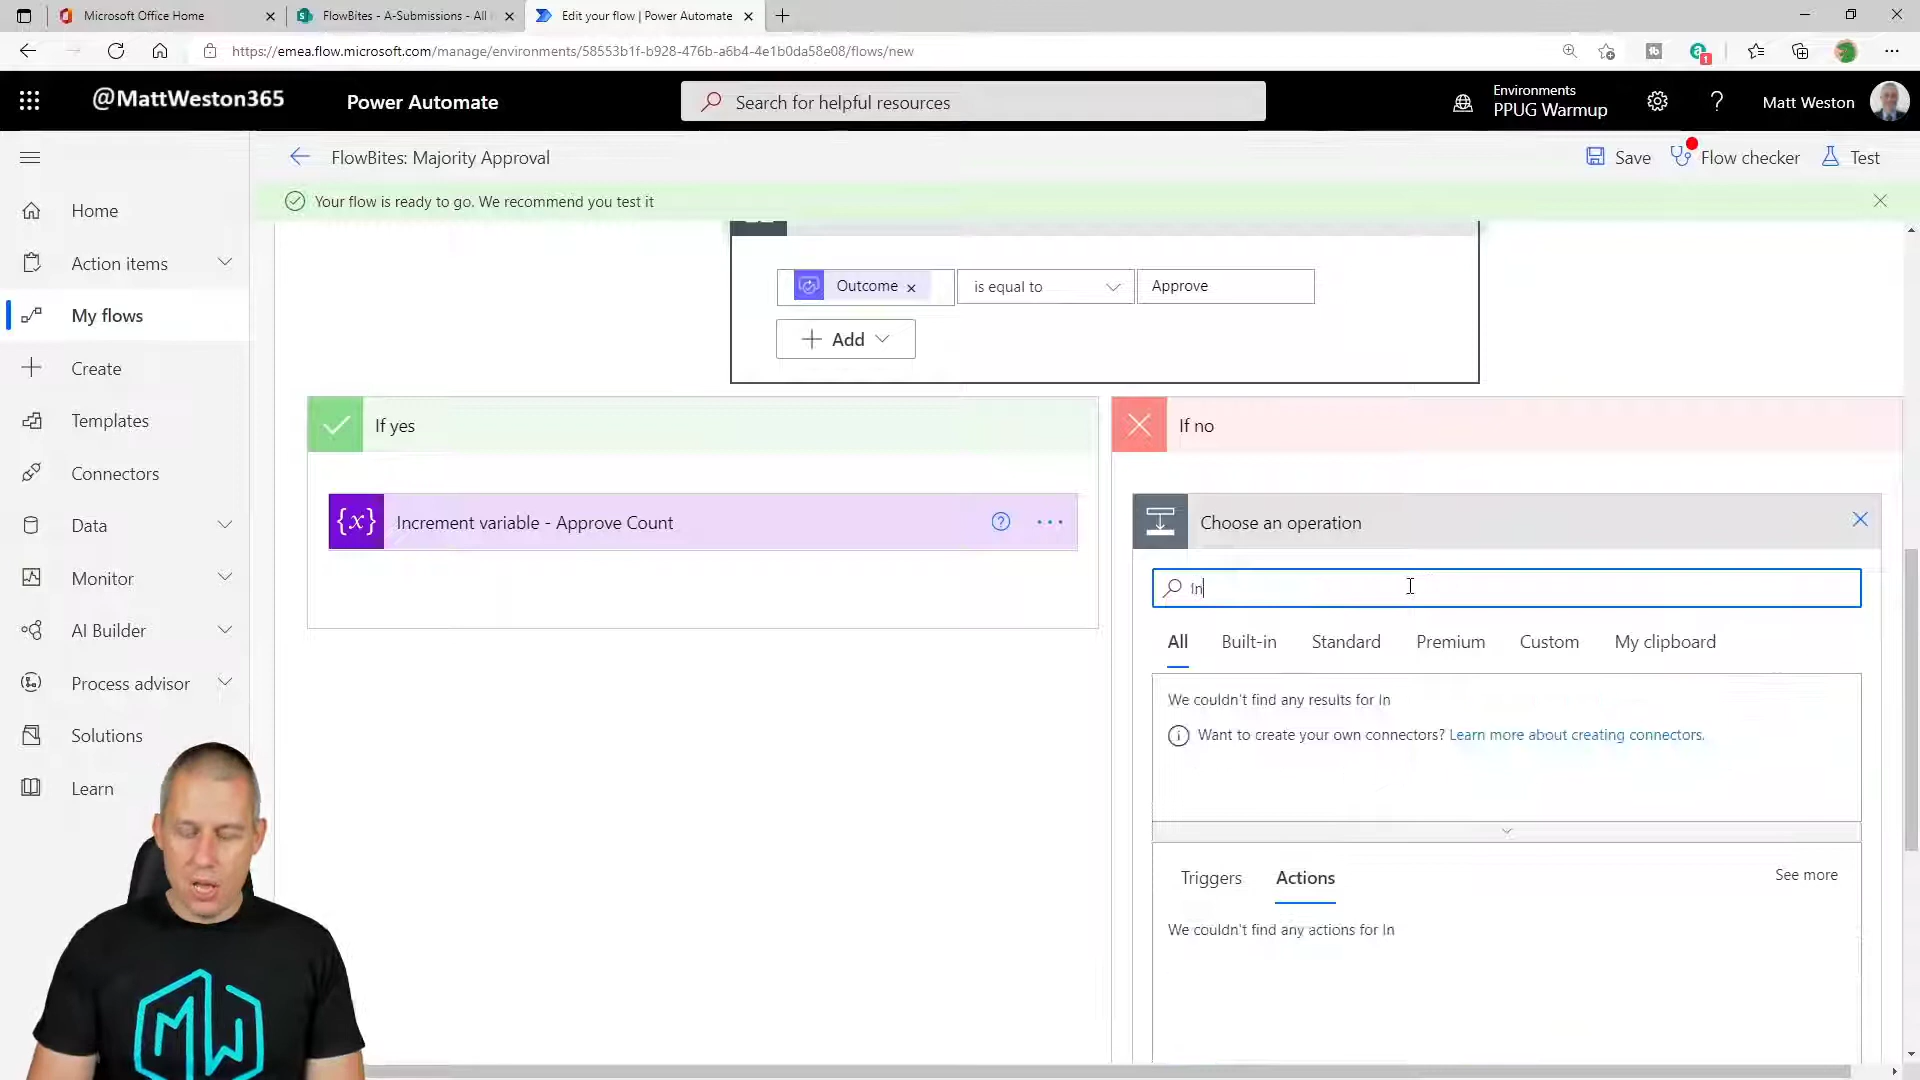 Microsoft Office Home
FlowBites - A-Submissions - All I
Edit your flow | Power Automate
https://emea.flow.microsoft.com/manage/environments/58553b1f-b928-476b-a6b4-4e1b0da58e08/flows/new
@MattWeston365
Power Automate
Search for helpful resources
Environments
PPUG Warmup
?
Matt Weston
FlowBites: Majority Approval
Save
Flow checker
Test
Your flow is ready to go. We recommend you test it
Home
Action items
My flows
Create
Templates
Connectors
Data
Monitor
AI Builder
Process advisor
Solutions
Learn
Outcome
is equal to
Approve
Add
If yes
If no
{x}
Increment variable - Approve Count
Choose an operation
In
All
Built-in
Standard
Premium
Custom
My clipboard
We couldn't find any results for In
Want to create your own connectors? Learn more about creating connectors.
Triggers
Actions
See more
We couldn't find any actions for In
MW